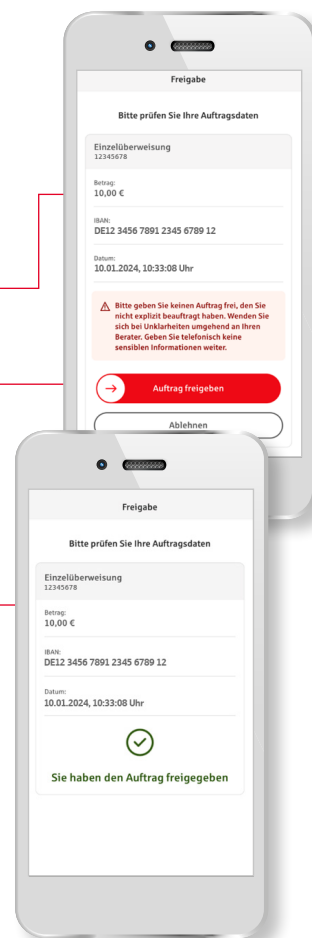 Freigabe
Bitte prüfen Sie Ihre Auftragsdaten
Einzelüberweisung
12345678
Betrag:
10,00 €
IBAN:
DE12 3456 7891 2345 6789 12
Datum:
10.01.2024, 10:33:08 Uhr
Bitte geben Sie keinen Auftrag frei, den Sie
nicht explizit beauftragt haben. Wenden Sie
sich bei Unklarheiten umgehend an Ihren
Berater. Geben Sie telefonisch keine
sensiblen Informationen weiter.
Auftrag freigeben
Ablehnen
Freigabe
Bitte prüfen Sie Ihre Auftragsdaten
Einzelüberweisung
12345678
Betrag:
10,00 €
IBAN:
DE12 3456 7891 2345 6789 12
Datum:
10.01.2024, 10:33:08 Uhr
Sie haben den Auftrag freigegeben